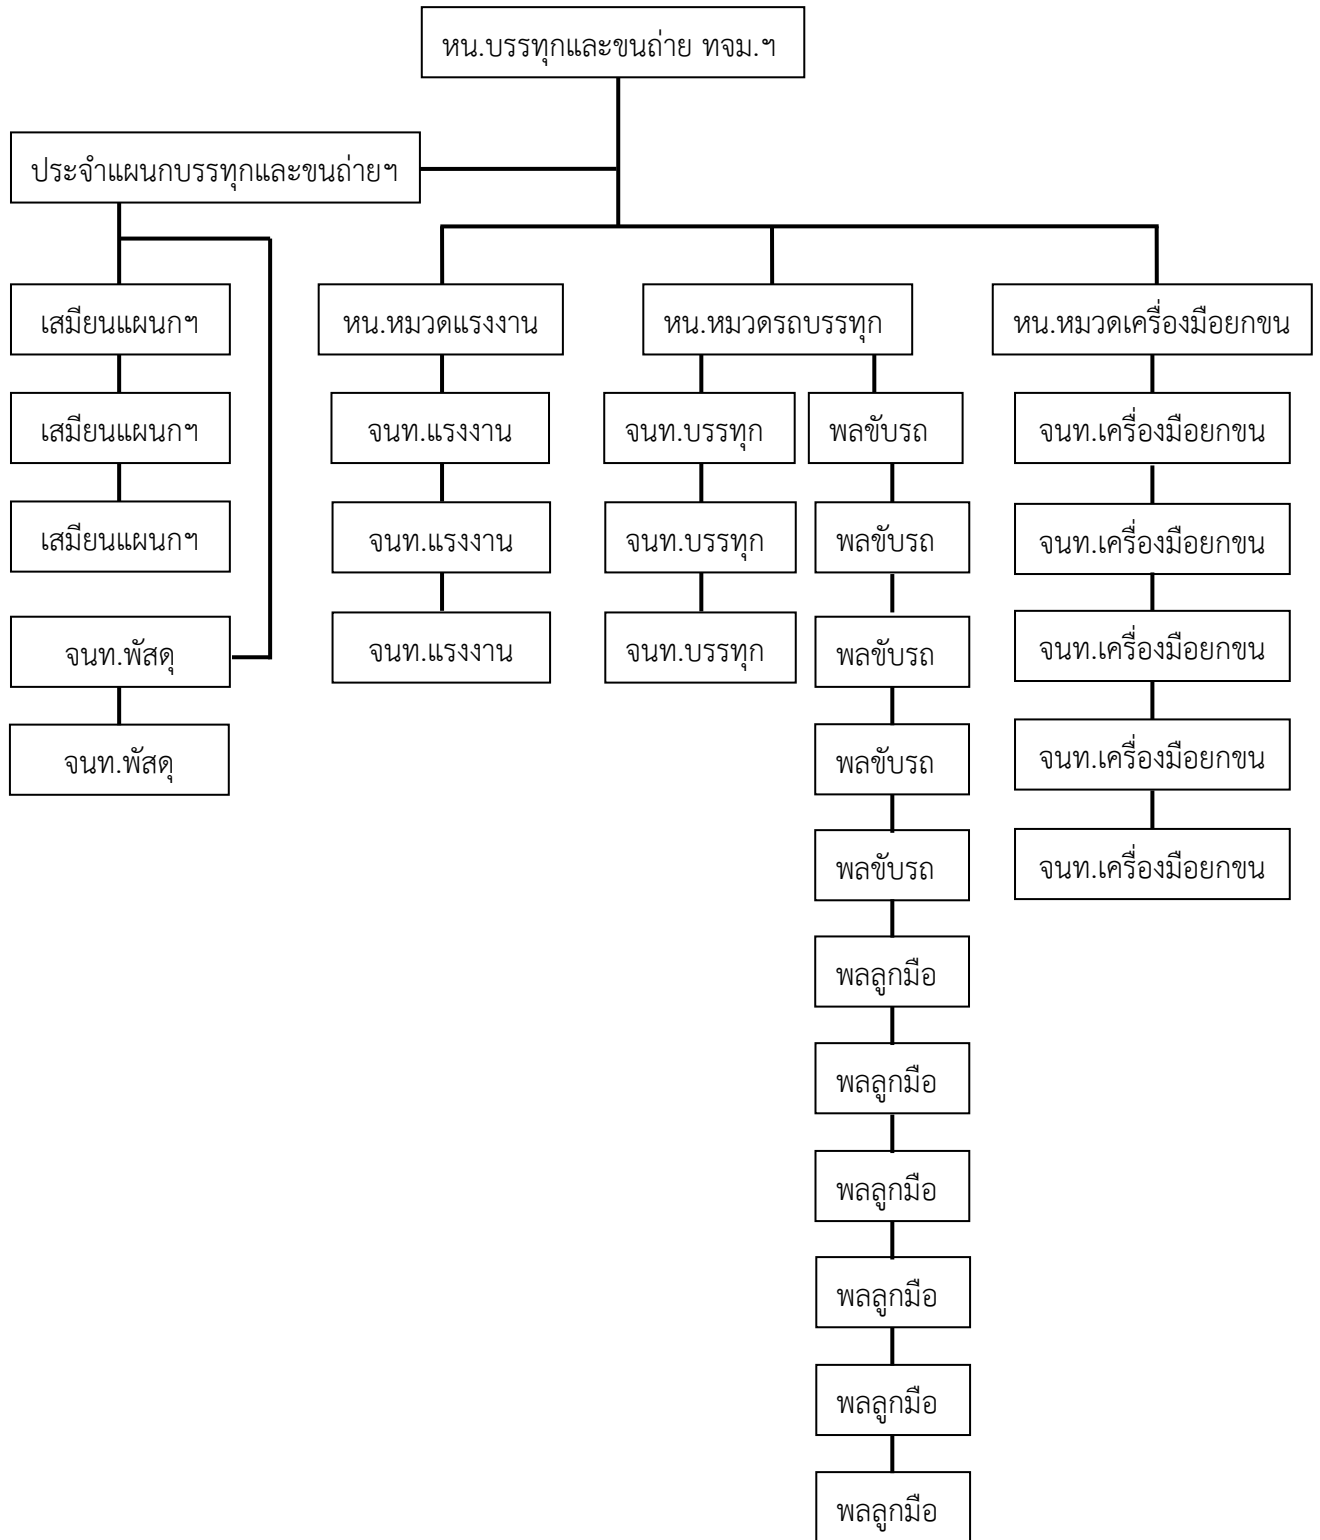 หน.บรรทุกและขนถ่าย ทจม.ฯ
ประจำแผนกบรรทุกและขนถ่ายฯ
เสมียนแผนกฯ
หน.หมวดแรงงาน
หน.หมวดรถบรรทุก
หน.หมวดเครื่องมือยกขน
เสมียนแผนกฯ
จนท.แรงงาน
จนท.บรรทุก
พลขับรถ
จนท.เครื่องมือยกขน
เสมียนแผนกฯ
จนท.แรงงาน
จนท.บรรทุก
พลขับรถ
จนท.เครื่องมือยกขน
จนท.พัสดุ
จนท.แรงงาน
จนท.บรรทุก
พลขับรถ
จนท.เครื่องมือยกขน
จนท.พัสดุ
พลขับรถ
จนท.เครื่องมือยกขน
พลขับรถ
จนท.เครื่องมือยกขน
พลลูกมือ
พลลูกมือ
พลลูกมือ
พลลูกมือ
พลลูกมือ
พลลูกมือ